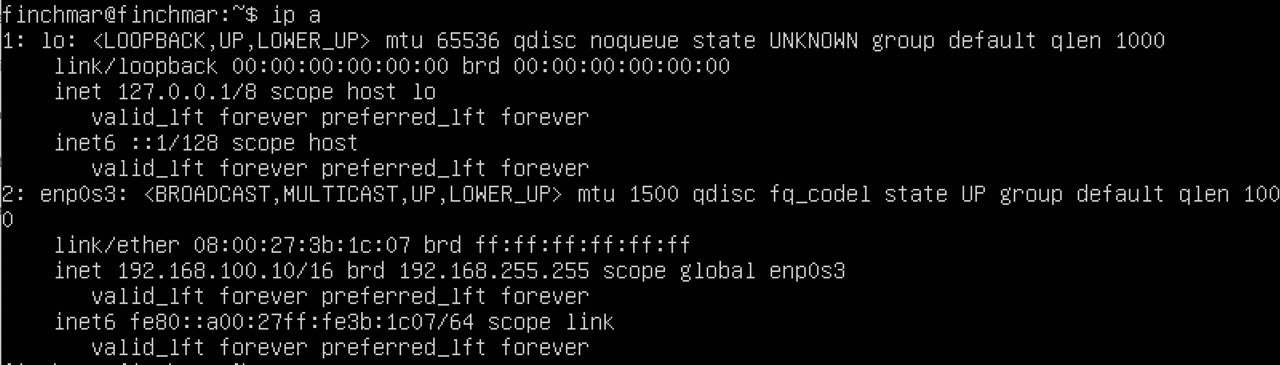 finchmar@finchmar:~$ ip a
1: lo: <LOOPBACK,UP,LOWER_UP> mtu 65536 qdisc noqueue state UNKNOWN group default qlen 1000
    link/loopback 00:00:00:00:00:00 brd 00:00:00:00:00:00
    inet 127.0.0.1/8 scope host lo
       valid_lft forever preferred_lft forever
    inet6 ::1/128 scope host
       valid_lft forever preferred_lft forever
2: enp0s3: <BROADCAST,MULTICAST,UP,LOWER_UP> mtu 1500 qdisc fq_codel state UP group default qlen 100
0
    link/ether 08:00:27:3b:1c:07 brd ff:ff:ff:ff:ff:ff
    inet 192.168.100.10/16 brd 192.168.255.255 scope global enp0s3
       valid_lft forever preferred_lft forever
    inet6 fe80::a00:27ff:fe3b:1c07/64 scope link
       valid_lft forever preferred_lft forever